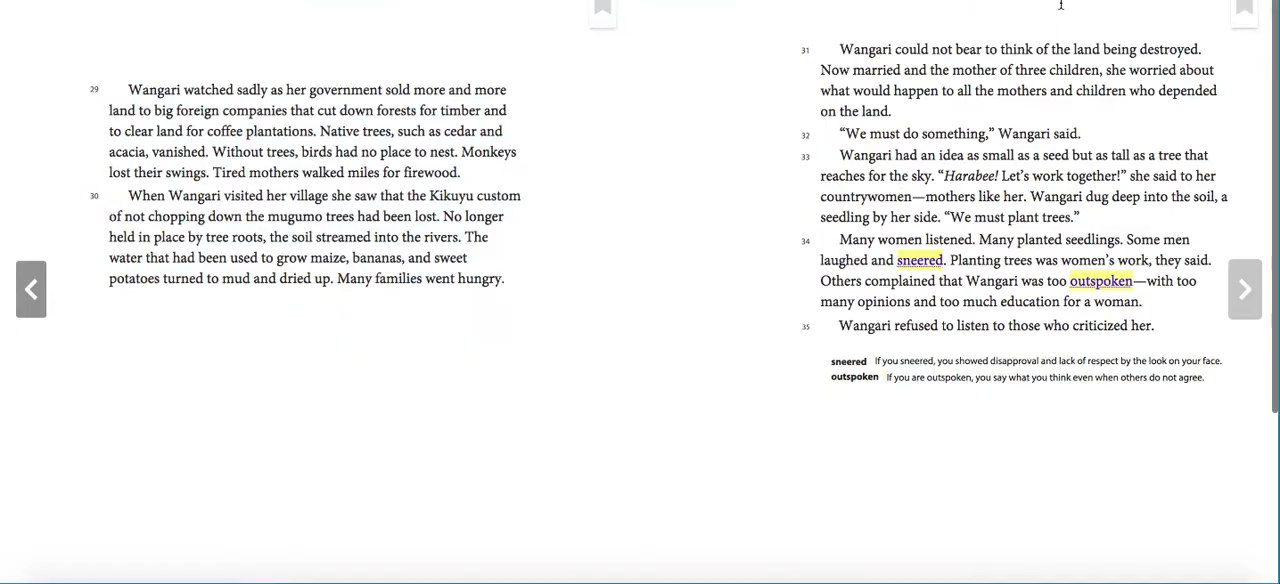 29 Wangari watched sadly as her government sold more and more
land to big foreign companies that cut down forests for timber and
to clear land for coffee plantations. Native trees, such as cedar and
acacia, vanished. Without trees, birds had no place to nest. Monkeys
lost their swings. Tired mothers walked miles for firewood.
30 When Wangari visited her village she saw that the Kikuyu custom
of not chopping down the mugumo trees had been lost. No longer
held in place by tree roots, the soil streamed into the rivers. The
water that had been used to grow maize, bananas, and sweet
potatoes turned to mud and dried up. Many families went hungry.
31 Wangari could not bear to think of the land being destroyed.
Now married and the mother of three children, she worried about
what would happen to all the mothers and children who depended
on the land.
32 “We must do something,” Wangari said.
33 Wangari had an idea as small as a seed but as tall as a tree that
reaches for the sky. “Harabee! Let’s work together!” she said to her
countrywomen—mothers like her. Wangari dug deep into the soil, a
seedling by her side. “We must plant trees.”
34 Many women listened. Many planted seedlings. Some men
laughed and sneered. Planting trees was women’s work, they said.
Others complained that Wangari was too outspoken—with too
many opinions and too much education for a woman.
35 Wangari refused to listen to those who criticized her.
sneered If you sneered, you showed disapproval and lack of respect by the look on your face.
outspoken If you are outspoken, you say what you think even when others do not agree.